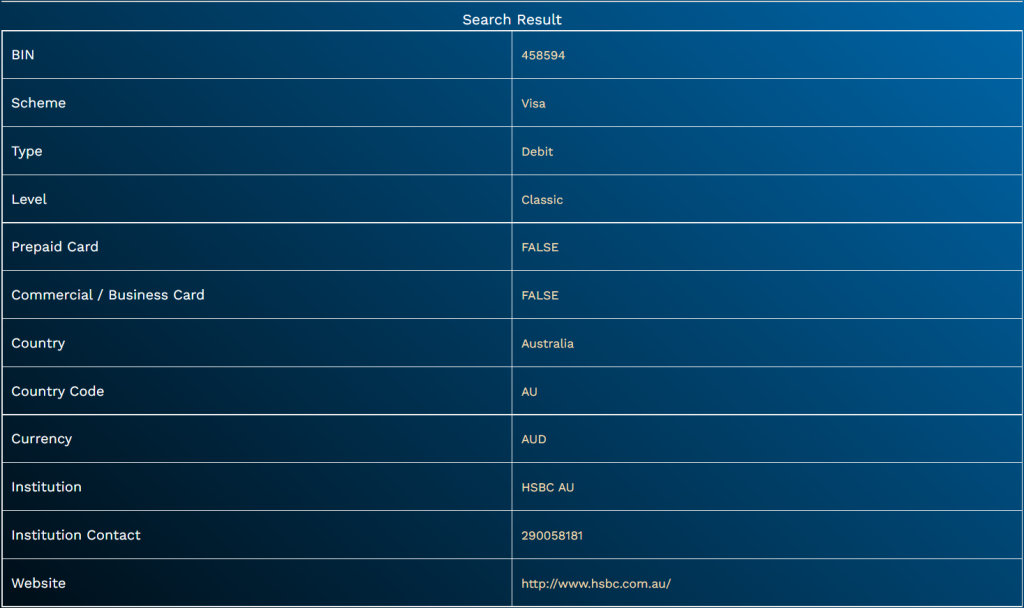 Search Result
BIN 458594
Scheme Visa
Type Debit
Level Classic
Prepaid Card FALSE
Commercial / Business Card FALSE
Country Australia
Country Code AU
Currency AUD
Institution HSBC AU
Institution Contact 290058181
Website http://www.hsbc.com.au/